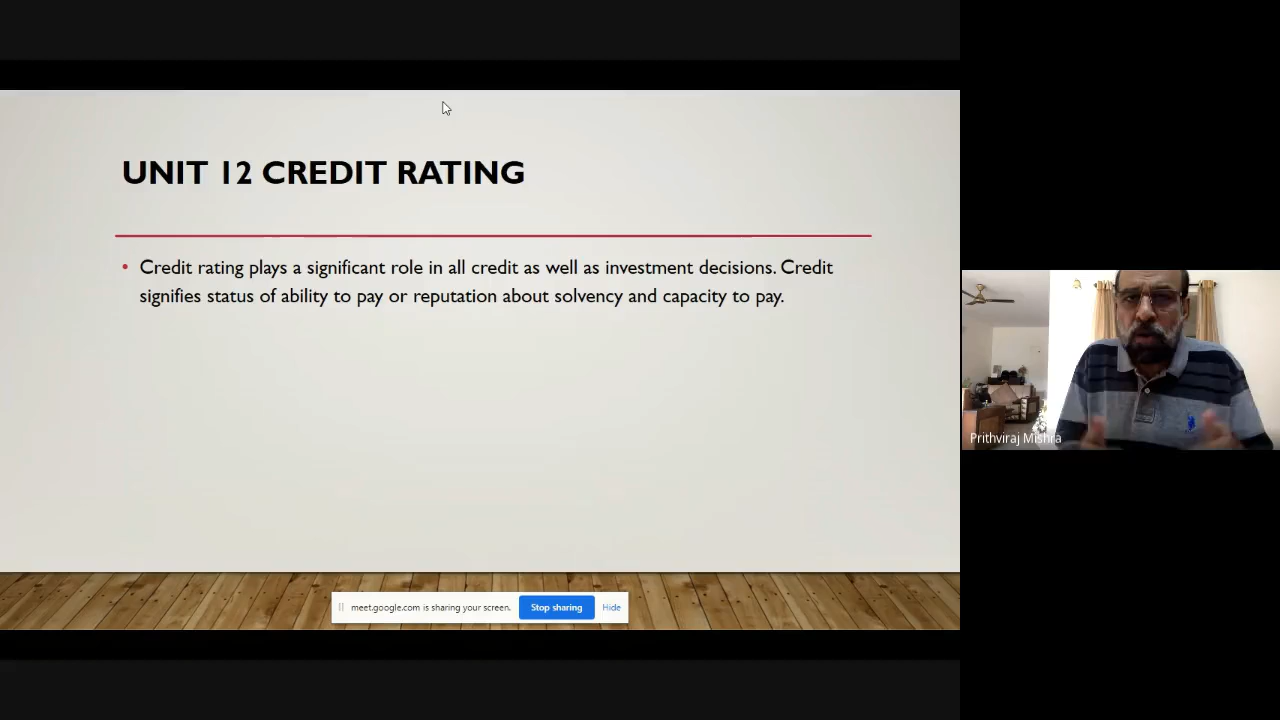 UNIT 12 CREDIT RATING
• Credit rating plays a significant role in all credit as well as investment decisions. Credit
signifies status of ability to pay or reputation about solvency and capacity to pay.
Prithviraj Mishra
meet.google.com is sharing your screen. Stop sharing Hide